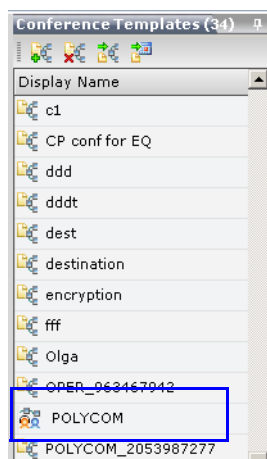 Conference Templates (34)
Display Name
c1
CP conf for EQ
ddd
dddt
dest
destination
encryption
fff
Olga
OPER_963467942
POLYCOM
POLYCOM_2053987277